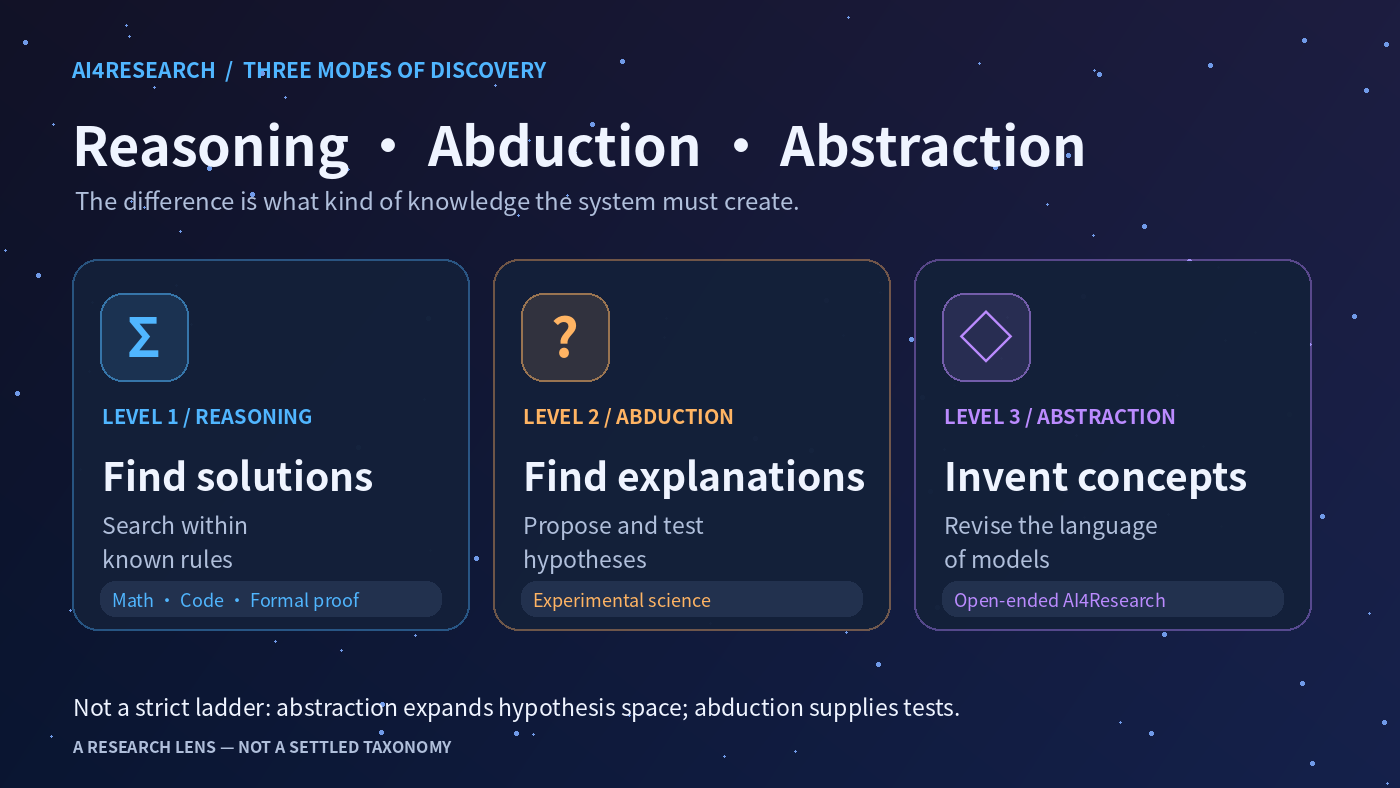 AI4RESEARCH / THREE MODES OF DISCOVERY
Reasoning • Abduction • Abstraction
The difference is what kind of knowledge the system must create.
Σ
LEVEL 1 / REASONING
Find solutions
Search within
known rules
Math • Code • Formal proof
?
LEVEL 2 / ABDUCTION
Find explanations
Propose and test
hypotheses
Experimental science
LEVEL 3 / ABSTRACTION
Invent concepts
Revise the language
of models
Open-ended AI4Research
Not a strict ladder: abstraction expands hypothesis space; abduction supplies tests.
A RESEARCH LENS — NOT A SETTLED TAXONOMY